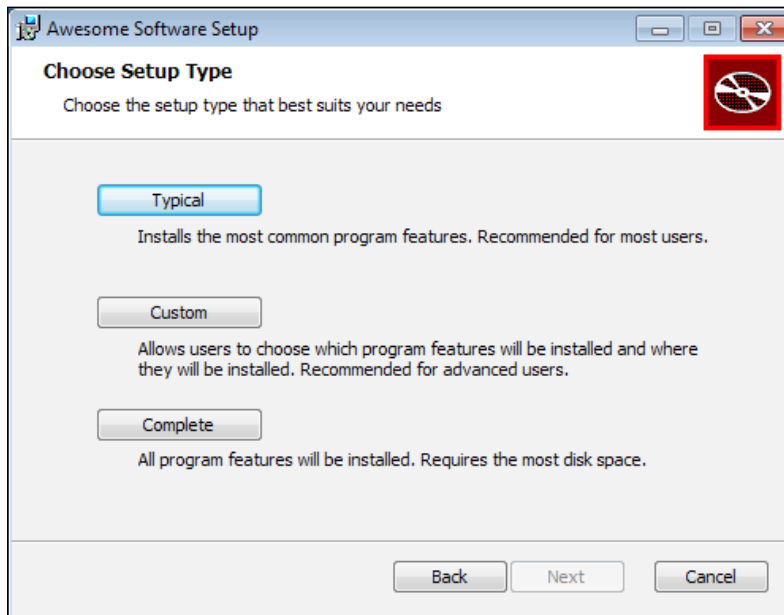 Awesome Software Setup
Choose Setup Type
Choose the setup type that best suits your needs
Typical
Installs the most common program features. Recommended for most users.
Custom
Allows users to choose which program features will be installed and where
they will be installed. Recommended for advanced users.
Complete
All program features will be installed. Requires the most disk space.
Back Next Cancel